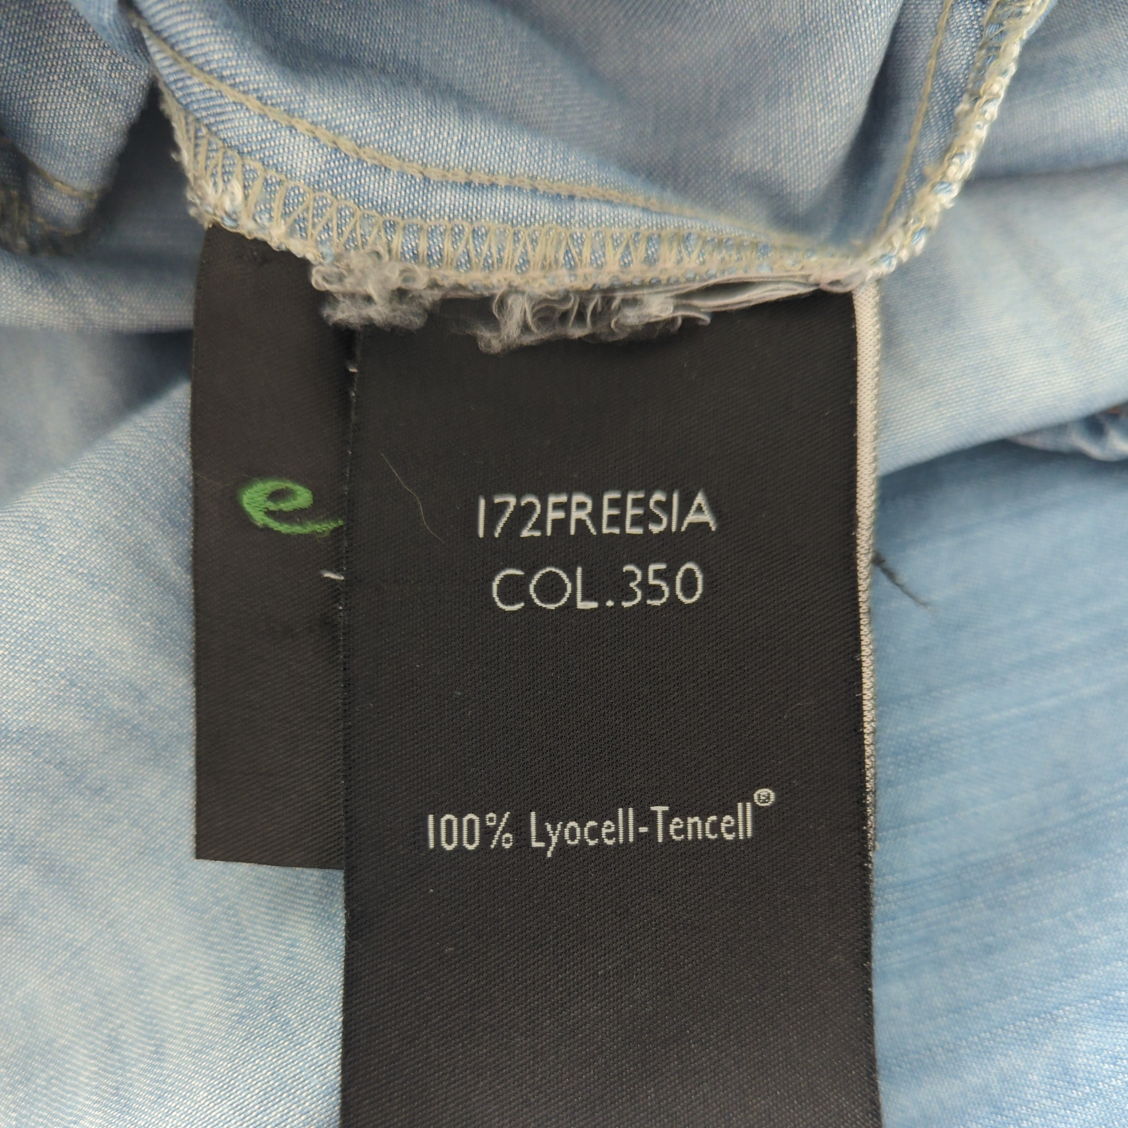 e
172FREESIA
COL.350
100% Lyocell-Tencell®